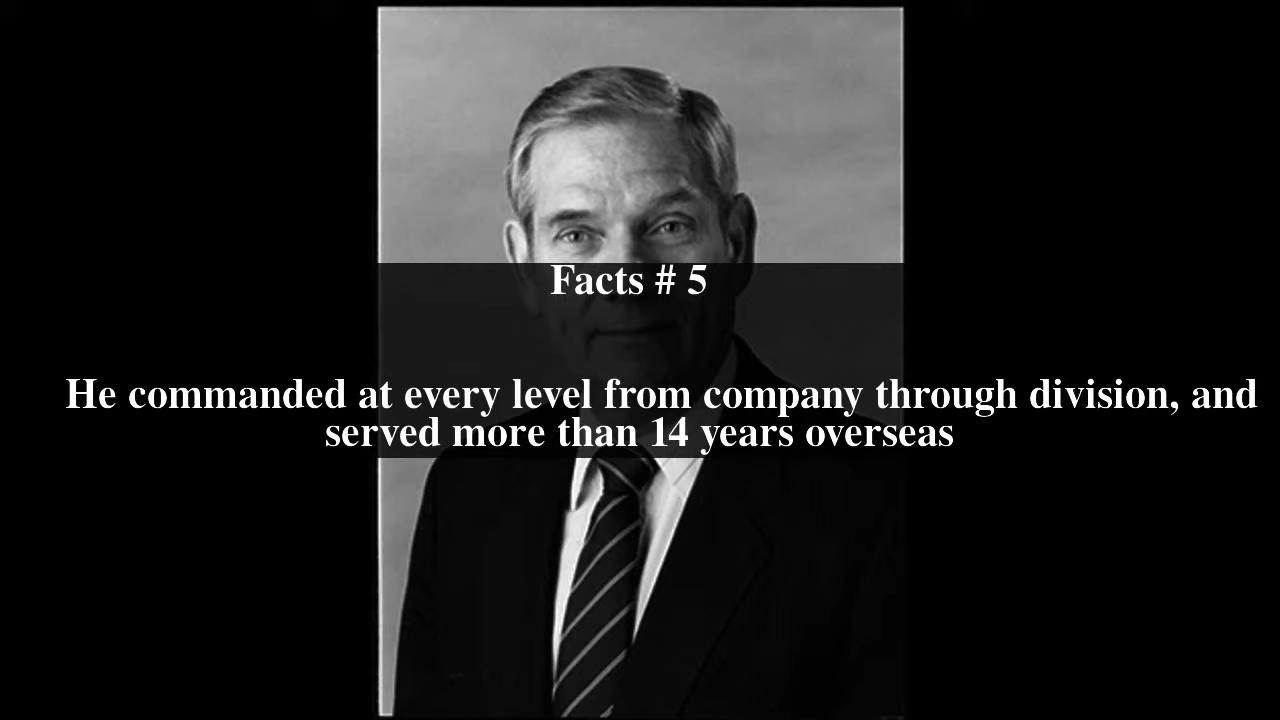 Facts # 5
He commanded at every level from company through division, and
served more than 14 years overseas